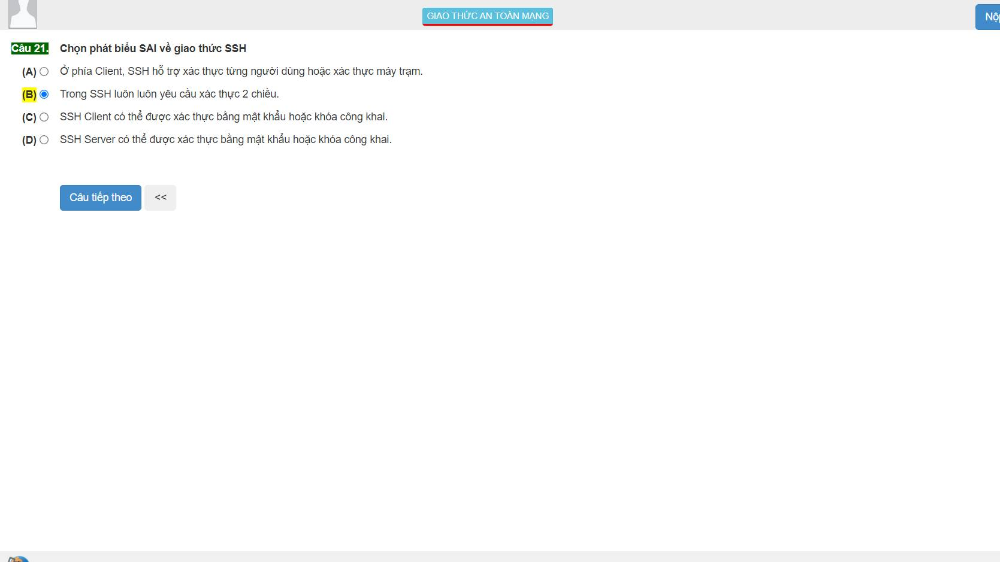 GIAO THỨC AN TOÀN MẠNG
Câu 21. Chọn phát biểu SAI về giao thức SSH
(A) Ở phía Client, SSH hỗ trợ xác thực từng người dùng hoặc xác thực máy trạm.
(B) Trong SSH luôn luôn yêu cầu xác thực 2 chiều.
(C) SSH Client có thể được xác thực bằng mật khẩu hoặc khóa công khai.
(D) SSH Server có thể được xác thực bằng mật khẩu hoặc khóa công khai.
Câu tiếp theo <<